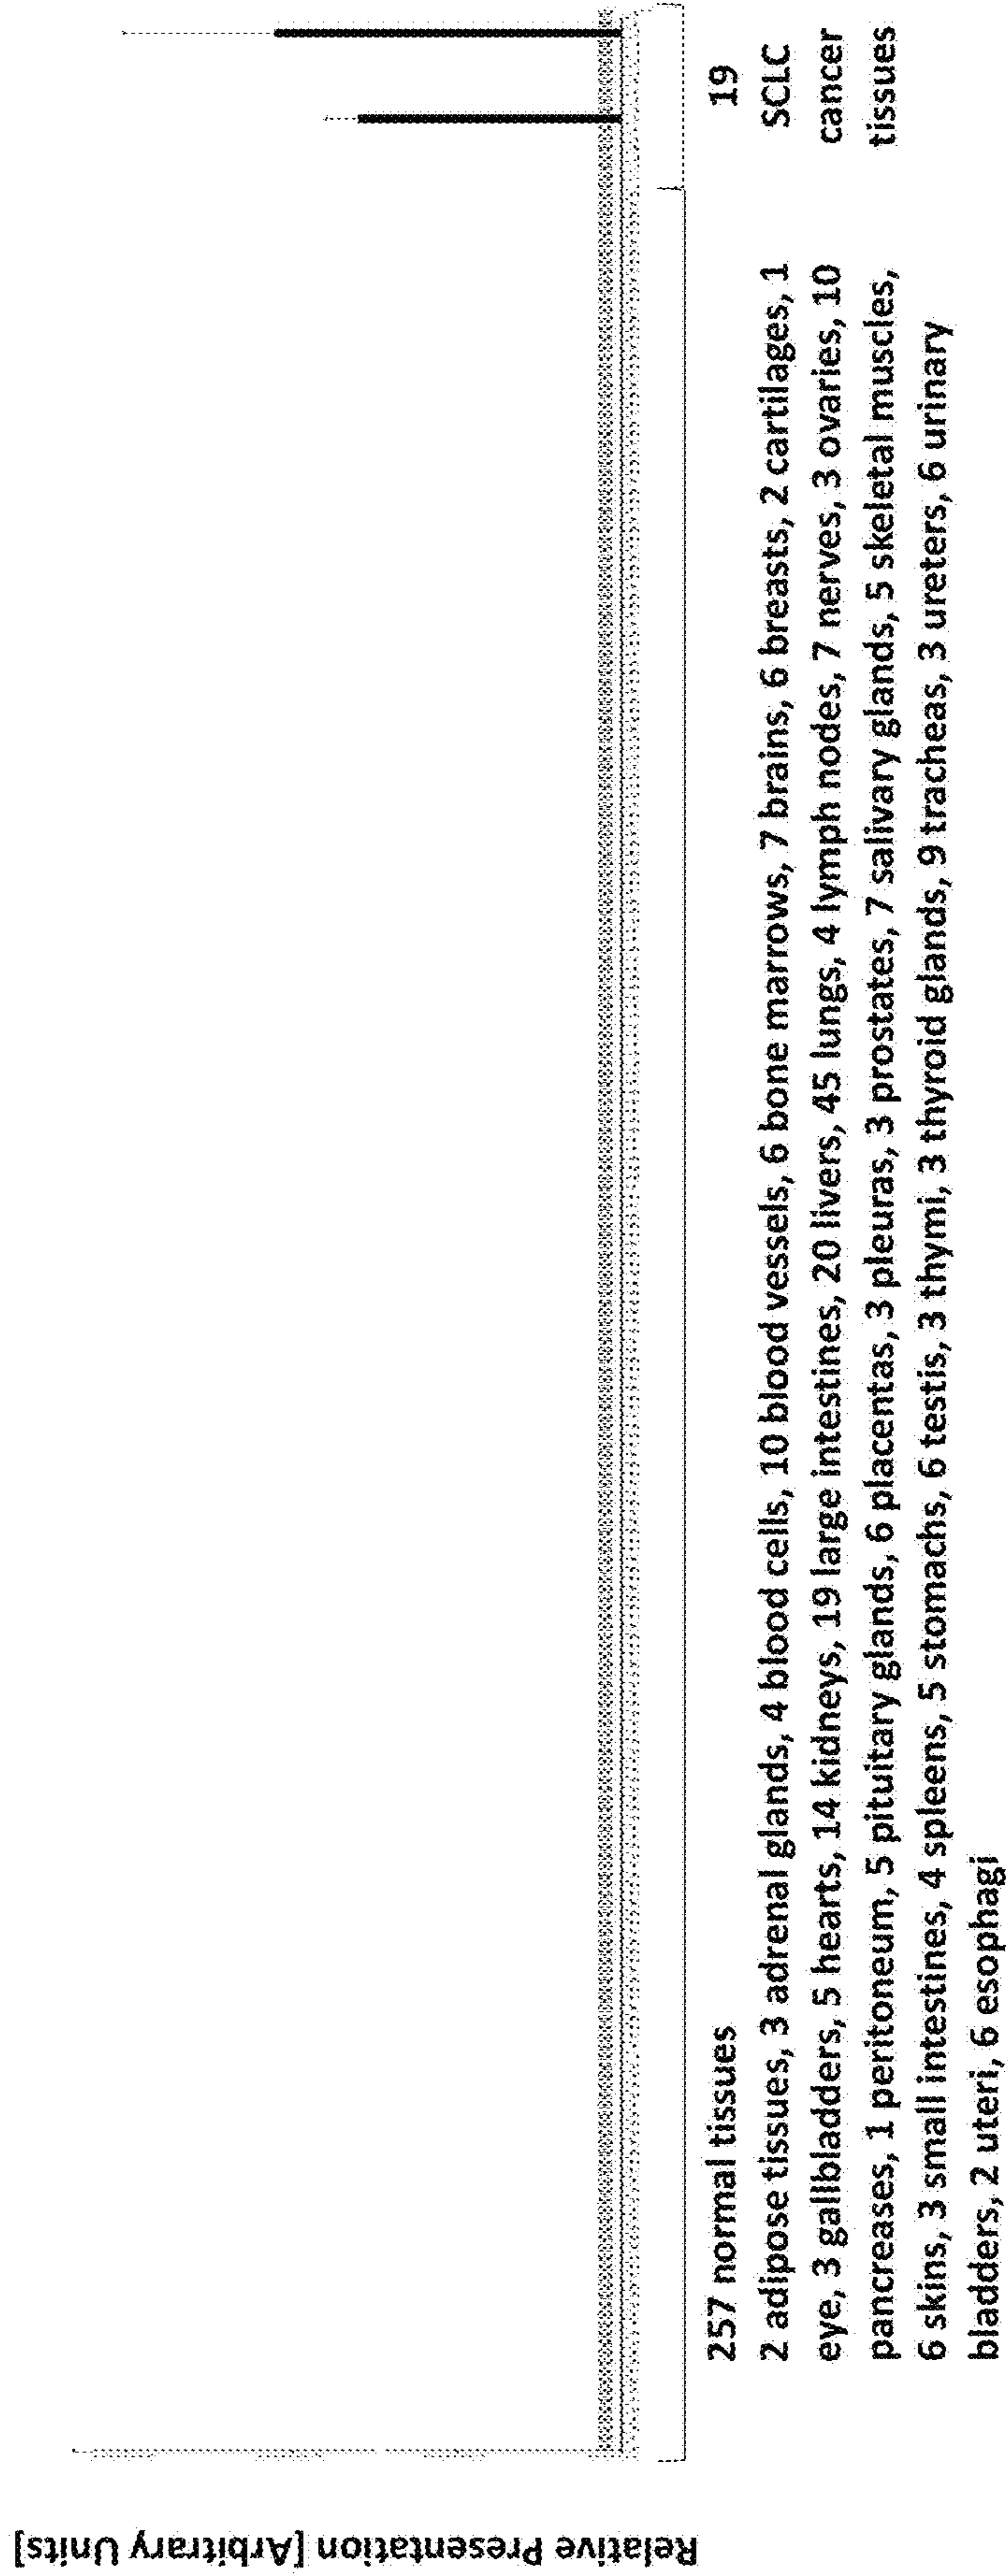 Relative Presentation [Arbitrary Units]
257 normal tissues
2 adipose tissues, 3 adrenal glands, 4 blood cells, 10 blood vessels, 6 bone marrows, 7 brains, 6 breasts, 2 cartilages, 1
eye, 3 gallbladders, 5 hearts, 14 kidneys, 19 large intestines, 20 livers, 45 lungs, 4 lymph nodes, 7 nerves, 3 ovaries, 10
pancreases, 1 peritoneum, 5 pituitary glands, 6 placentas, 3 pleuras, 3 prostates, 7 salivary glands, 5 skeletal muscles,
6 skins, 3 small intestines, 4 spleens, 5 stomachs, 6 testis, 3 thymi, 3 thyroid glands, 9 tracheas, 3 ureters, 6 urinary
bladders, 2 uteri, 6 esophagi
19
SCLC
cancer
tissues